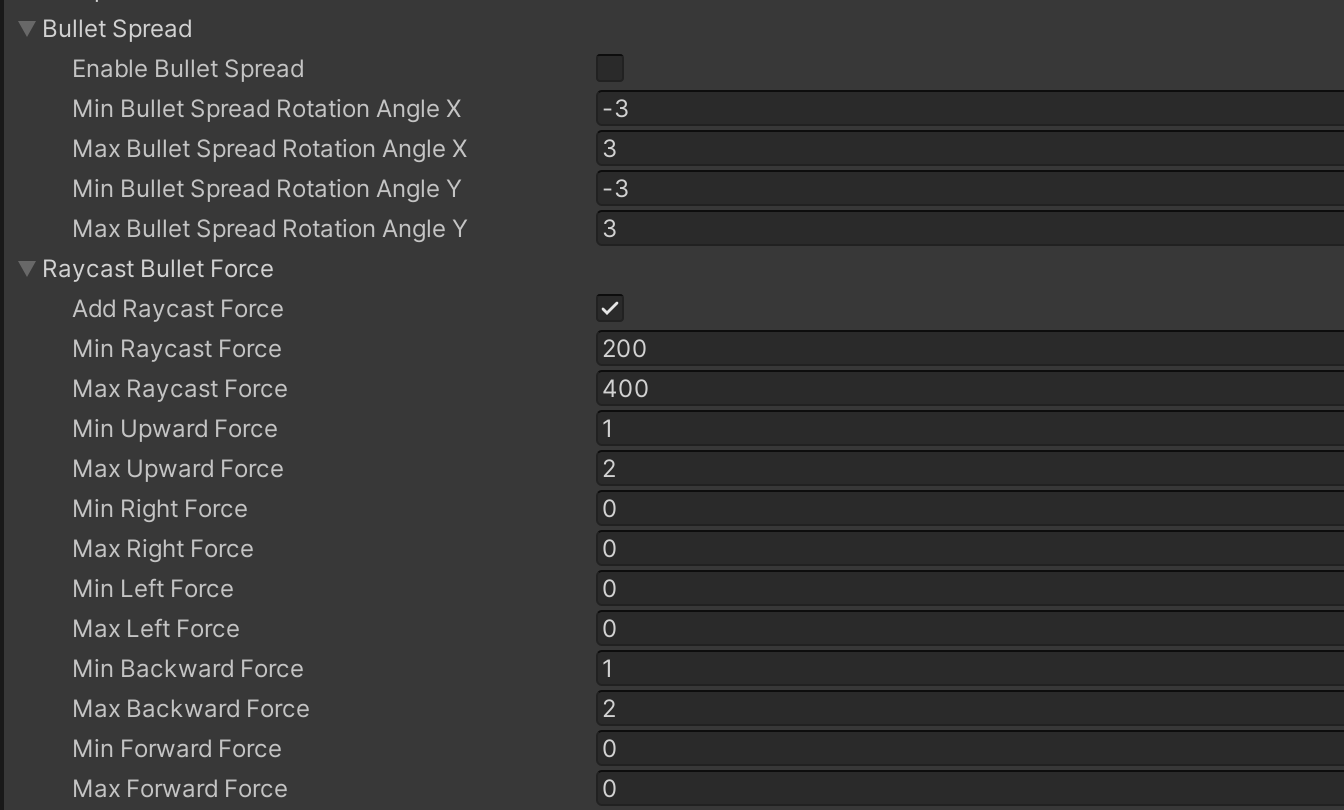 Bullet Spread
Enable Bullet Spread
Min Bullet Spread Rotation Angle X -3
Max Bullet Spread Rotation Angle X 3
Min Bullet Spread Rotation Angle Y -3
Max Bullet Spread Rotation Angle Y 3
Raycast Bullet Force
Add Raycast Force
Min Raycast Force 200
Max Raycast Force 400
Min Upward Force 1
Max Upward Force 2
Min Right Force 0
Max Right Force 0
Min Left Force 0
Max Left Force 0
Min Backward Force 1
Max Backward Force 2
Min Forward Force 0
Max Forward Force 0